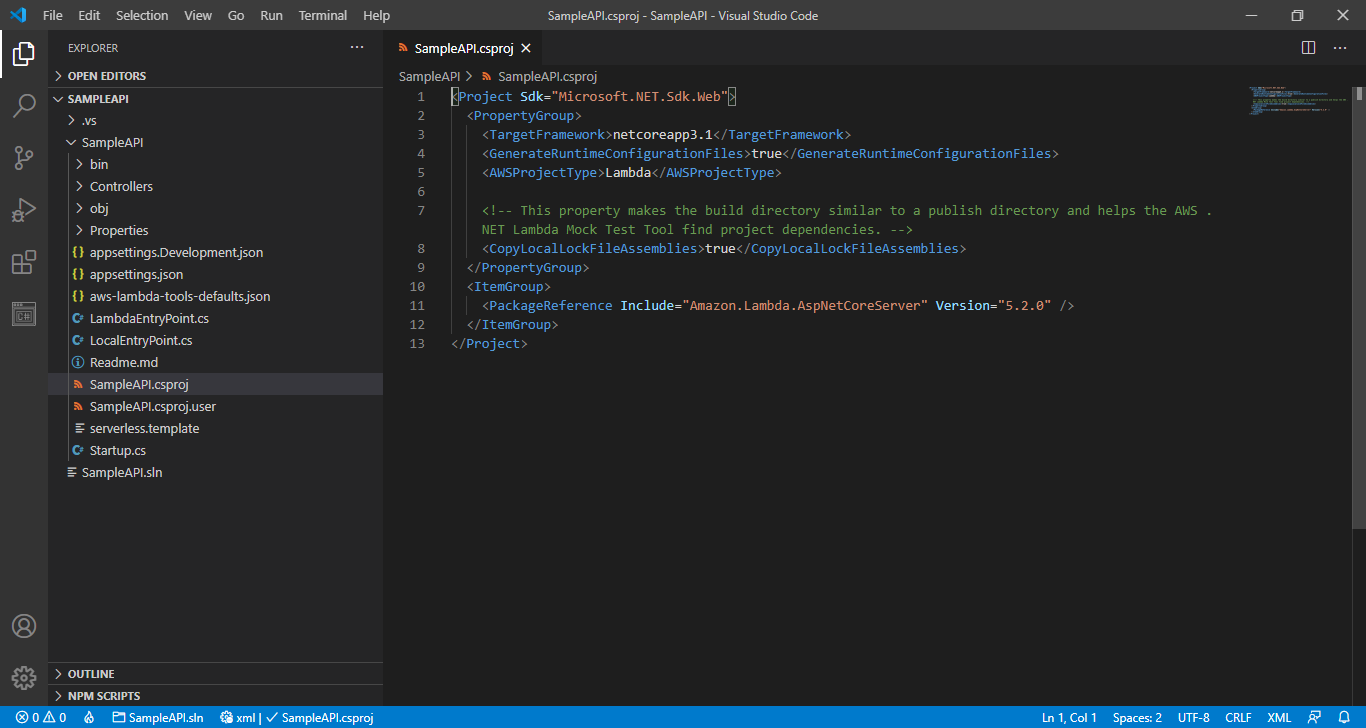 File Edit Selection View Go Run Terminal Help SampleAPI.csproj - SampleAPI - Visual Studio Code
EXPLORER
OPEN EDITORS
SAMPLEAPI
.vs
SampleAPI
bin
Controllers
obj
Properties
appsettings.Development.json
appsettings.json
aws-lambda-tools-defaults.json
LambdaEntryPoint.cs
LocalEntryPoint.cs
Readme.md
SampleAPI.csproj
SampleAPI.csproj.user
serverless.template
Startup.cs
SampleAPI.sln
OUTLINE
NPM SCRIPTS
SampleAPI.csproj
SampleAPI > SampleAPI.csproj
1 <Project Sdk="Microsoft.NET.Sdk.Web">
2 <PropertyGroup>
3 <TargetFramework>netcoreapp3.1</TargetFramework>
4 <GenerateRuntimeConfigurationFiles>true</GenerateRuntimeConfigurationFiles>
5 <AWSProjectType>Lambda</AWSProjectType>
6
7 <!-- This property makes the build directory similar to a publish directory and helps the AWS .
NET Lambda Mock Test Tool find project dependencies. -->
8 <CopyLocalLockFileAssemblies>true</CopyLocalLockFileAssemblies>
9 </PropertyGroup>
10 <ItemGroup>
11 <PackageReference Include="Amazon.Lambda.AspNetCoreServer" Version="5.2.0" />
12 </ItemGroup>
13 </Project>
0 0 SampleAPI.sln xml | SampleAPI.csproj Ln 1, Col 1 Spaces: 2 UTF-8 CRLF XML